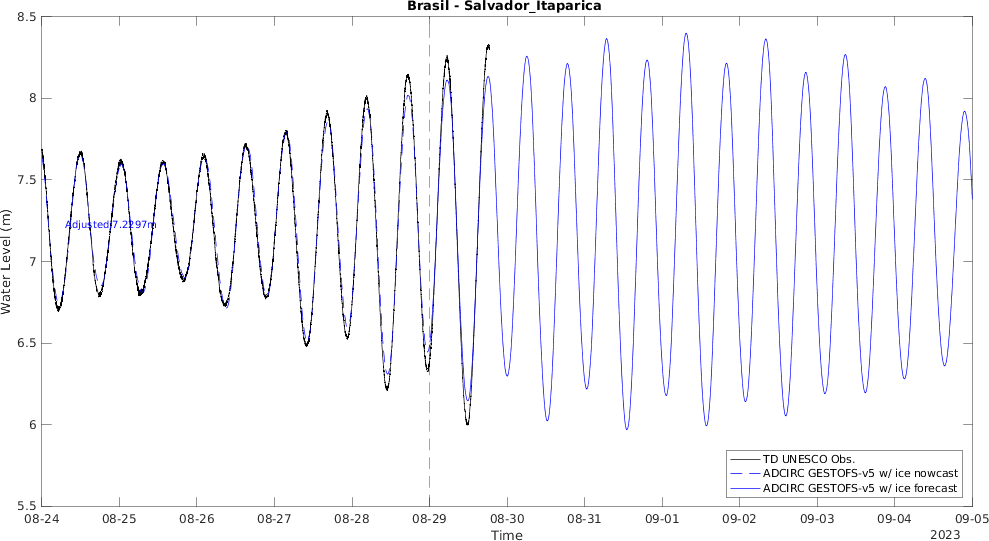 Brasil - Salvador_Itaparica
8.5
8
7.5
7
6.5
6
5.5
Water Level (m)
Adjusted:7.2297m
TD UNESCO Obs.
ADCIRC GESTOFS-v5 w/ ice nowcast
ADCIRC GESTOFS-v5 w/ ice forecast
08-24 08-25 08-26 08-27 08-28 08-29 08-30 08-31 09-01 09-02 09-03 09-04 09-05
Time
2023